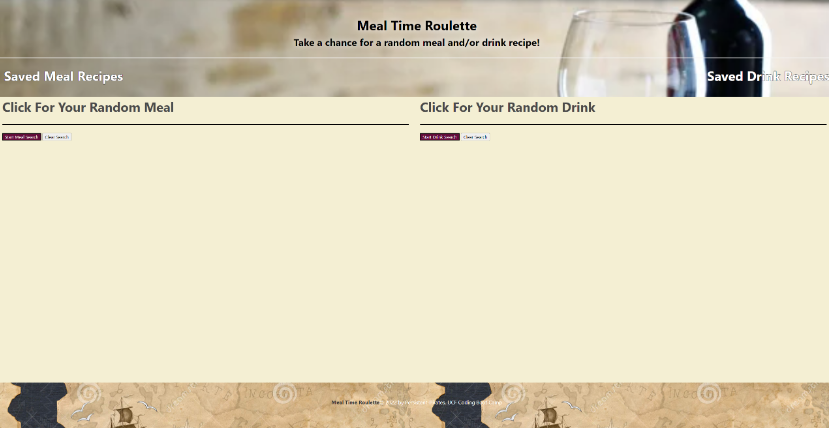 Meal Time Roulette
Take a chance for a random meal and/or drink recipe!
Saved Meal Recipes
Saved Drink Recipes
Click For Your Random Meal
Click For Your Random Drink
Start Meal Search Clear Search
Start Drink Search Clear Search
Meal Time Roulette DCF Coding